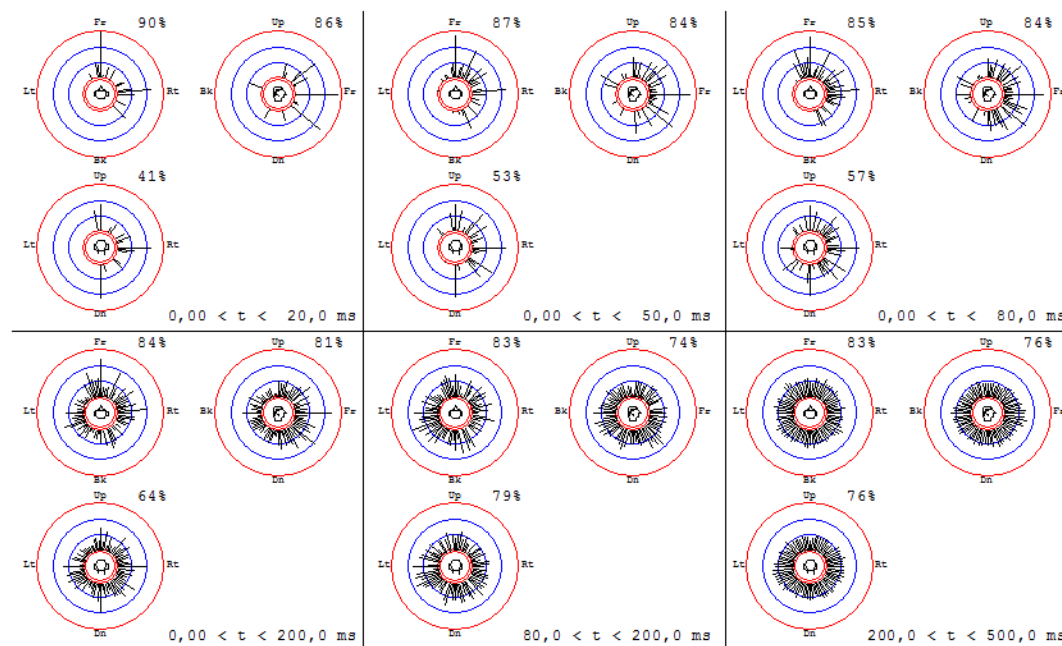 Fr 90% Up 86%
Lt Rt Bk Fr
Bk Dn
Up 41%
Lt Rt
Dn 0,00 < t < 20,0 ms
Fr 87% Up 84%
Lt Rt Bk Fr
Bk Dn
Up 53%
Lt Rt
Dn 0,00 < t < 50,0 ms
Fr 85% Up 84%
Lt Rt Bk Fr
Bk Dn
Up 57%
Lt Rt
Dn 0,00 < t < 80,0 ms
Fr 84% Up 81%
Lt Rt Bk Fr
Bk Dn
Up 64%
Lt Rt
Dn 0,00 < t < 200,0 ms
Fr 83% Up 74%
Lt Rt Bk Fr
Bk Dn
Up 79%
Lt Rt
Dn 80,0 < t < 200,0 ms
Fr 83% Up 76%
Lt Rt Bk Fr
Bk Dn
Up 76%
Lt Rt
Dn 200,0 < t < 500,0 ms